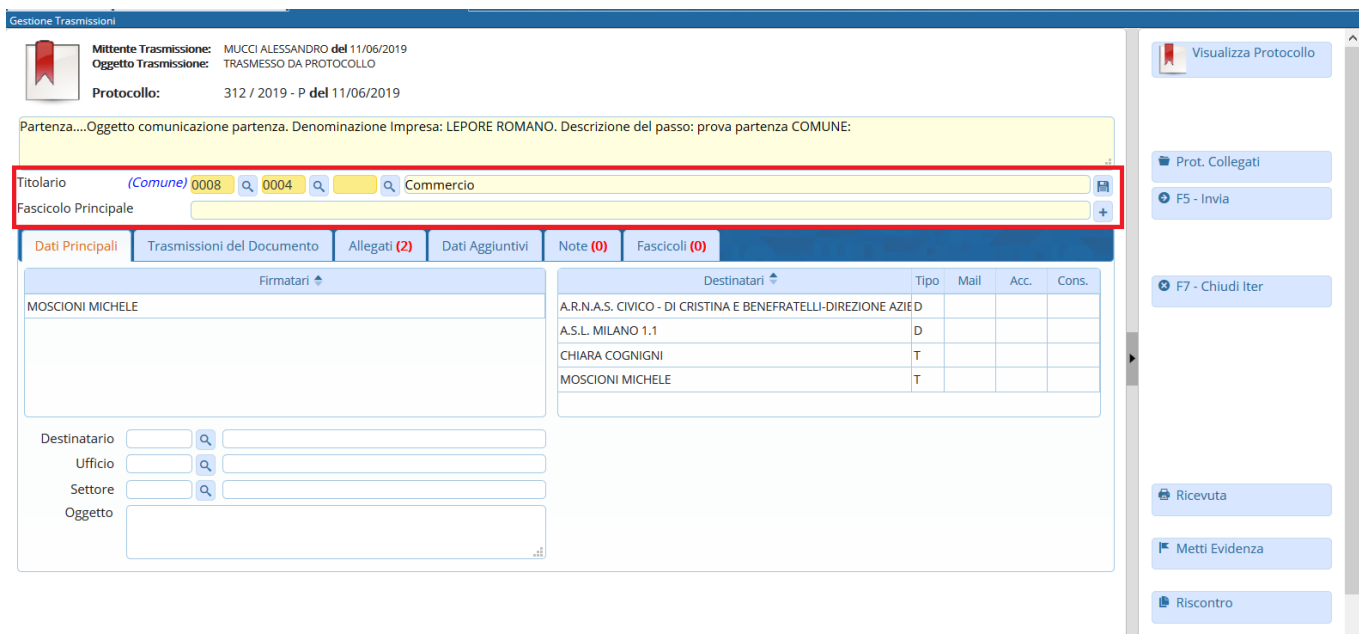 Gestione Trasmissioni
Mittente Trasmissione: MUCCI ALESSANDRO del 11/06/2019
Oggetto Trasmissione: TRASMESSO DA PROTOCOLLO
Protocollo: 312 / 2019 - P del 11/06/2019
Partenza....Oggetto comunicazione partenza. Denominazione Impresa: LEPORE ROMANO. Descrizione del passo: prova partenza COMUNE:
Titolario (Comune) 0008 0004 Commercio
Fascicolo Principale +
Dati Principali Trasmissioni del Documento Allegati (2) Dati Aggiuntivi Note (0) Fascicoli (0)
Firmatari
MOSCIONI MICHELE
Destinatari Tipo Mail Acc. Cons.
A.R.N.A.S. CIVICO - DI CRISTINA E BENEFRATELLI-DIREZIONE AZIE D
A.S.L. MILANO 1.1 D
CHIARA COGNIGNI T
MOSCIONI MICHELE T
Destinatario
Ufficio
Settore
Oggetto
Visualizza Protocollo
Prot. Collegati
F5 - Invia
F7 - Chiudi Iter
Ricevuta
Metti Evidenza
Riscontro